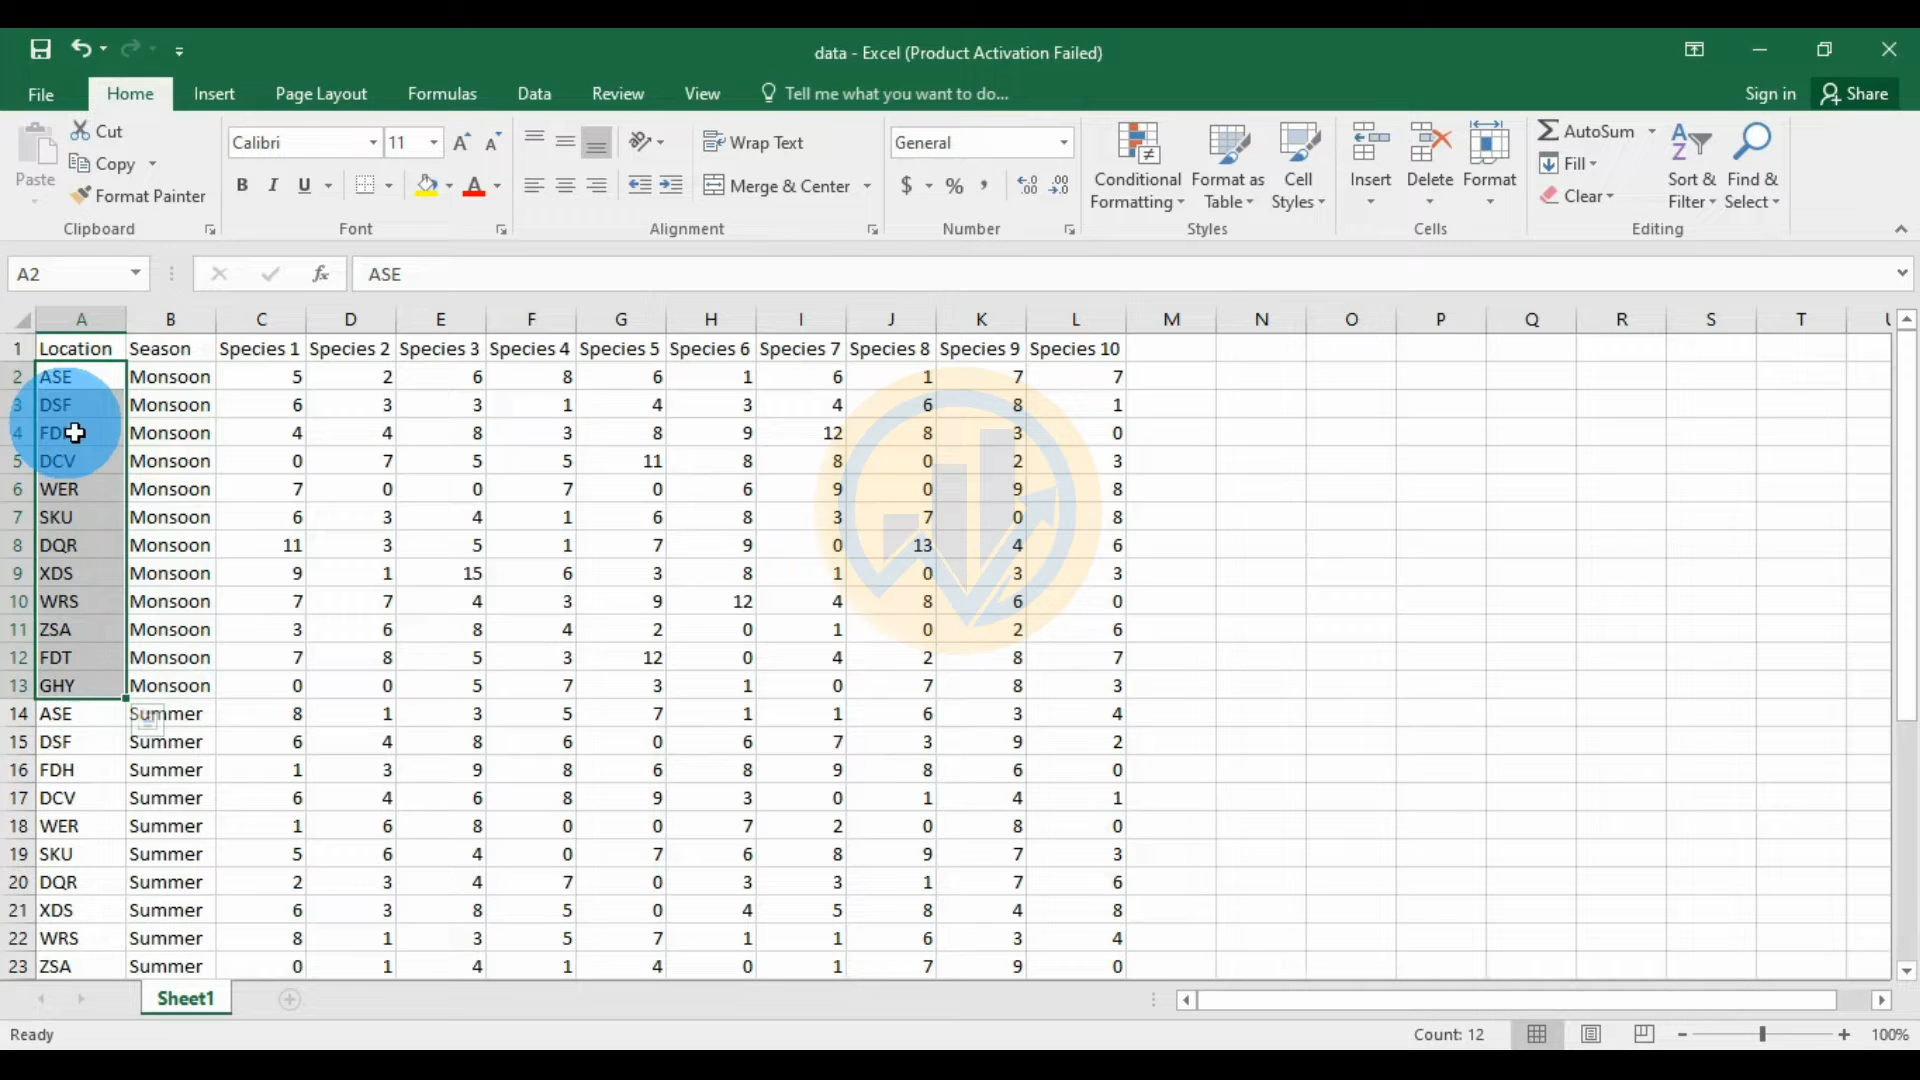 data - Excel (Product Activation Failed)
File Home Insert Page Layout Formulas Data Review View Tell me what you want to do... Sign in Share
Paste Cut Copy Format Painter Clipboard
Calibri 11 B I U Font
Wrap Text Merge & Center Alignment
General $ % Number
Conditional Formatting Format as Table Cell Styles Styles
Insert Delete Format Cells
AutoSum Fill Clear Sort & Filter Find & Select Editing
A2 fx ASE
A B C D E F G H I J K L M N O P Q R S T
1 Location Season Species 1 Species 2 Species 3 Species 4 Species 5 Species 6 Species 7 Species 8 Species 9 Species 10
2 ASE Monsoon 5 2 6 8 6 1 6 1 7 7
3 DSF Monsoon 6 3 3 1 4 3 4 6 8 1
4 Monsoon 4 4 8 3 8 9 12 8 3 0
5 DCV Monsoon 0 7 5 5 11 8 8 0 2 3
6 WER Monsoon 7 0 0 7 0 6 9 0 9 8
7 SKU Monsoon 6 3 4 1 6 8 3 7 0 8
8 DQR Monsoon 11 3 5 1 7 9 0 13 4 6
9 XDS Monsoon 9 1 15 6 3 8 1 0 3 3
10 WRS Monsoon 7 7 4 3 9 12 4 8 6 0
11 ZSA Monsoon 3 6 8 4 2 0 1 0 2 6
12 FDT Monsoon 7 8 5 3 12 0 4 2 8 7
13 GHY Monsoon 0 0 5 7 3 1 0 7 8 3
14 ASE Summer 8 1 3 5 7 1 1 6 3 4
15 DSF Summer 6 4 8 6 0 6 7 3 9 2
16 FDH Summer 1 3 9 8 6 8 9 8 6 0
17 DCV Summer 6 4 6 8 9 3 0 1 4 1
18 WER Summer 1 6 8 0 0 7 2 0 8 0
19 SKU Summer 5 6 4 0 7 6 8 9 7 3
20 DQR Summer 2 3 4 7 0 3 3 1 7 6
21 XDS Summer 6 3 8 5 0 4 5 8 4 8
22 WRS Summer 8 1 3 5 7 1 1 6 3 4
23 ZSA Summer 0 1 4 1 4 0 1 7 9 0
Sheet1
Ready Count: 12 100%